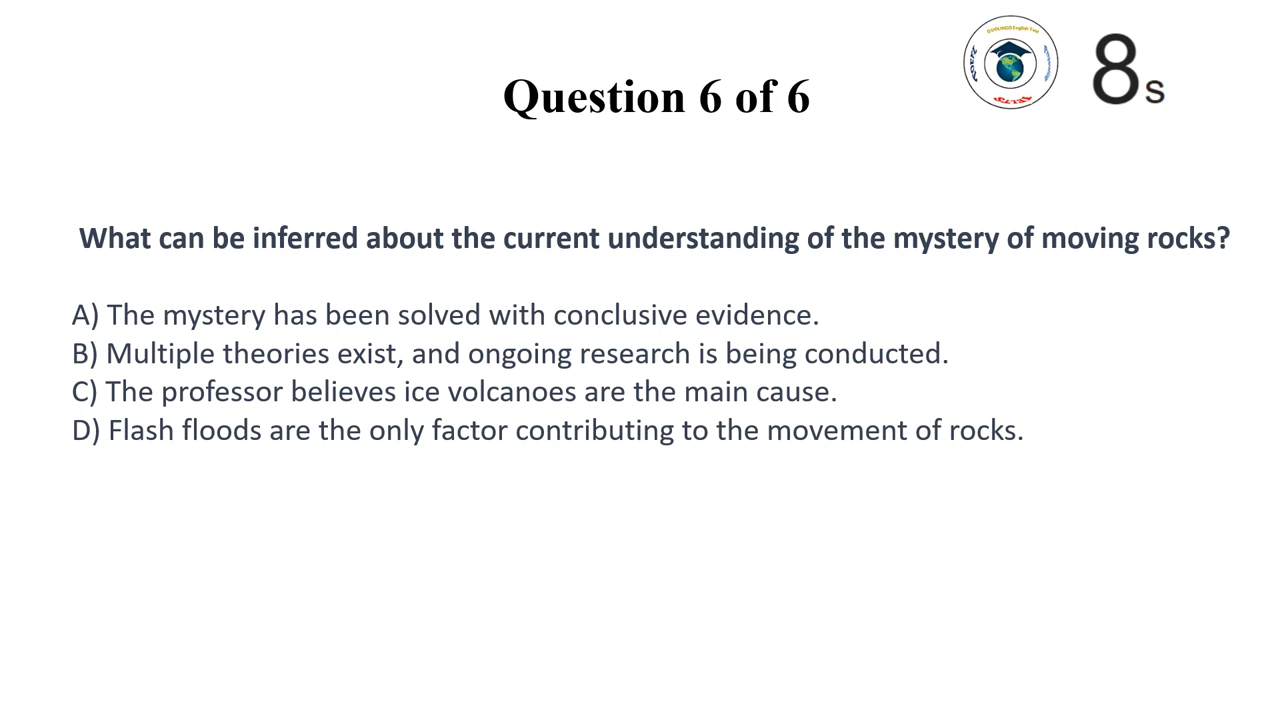 Question 6 of 6
8s
What can be inferred about the current understanding of the mystery of moving rocks?
A) The mystery has been solved with conclusive evidence.
B) Multiple theories exist, and ongoing research is being conducted.
C) The professor believes ice volcanoes are the main cause.
D) Flash floods are the only factor contributing to the movement of rocks.